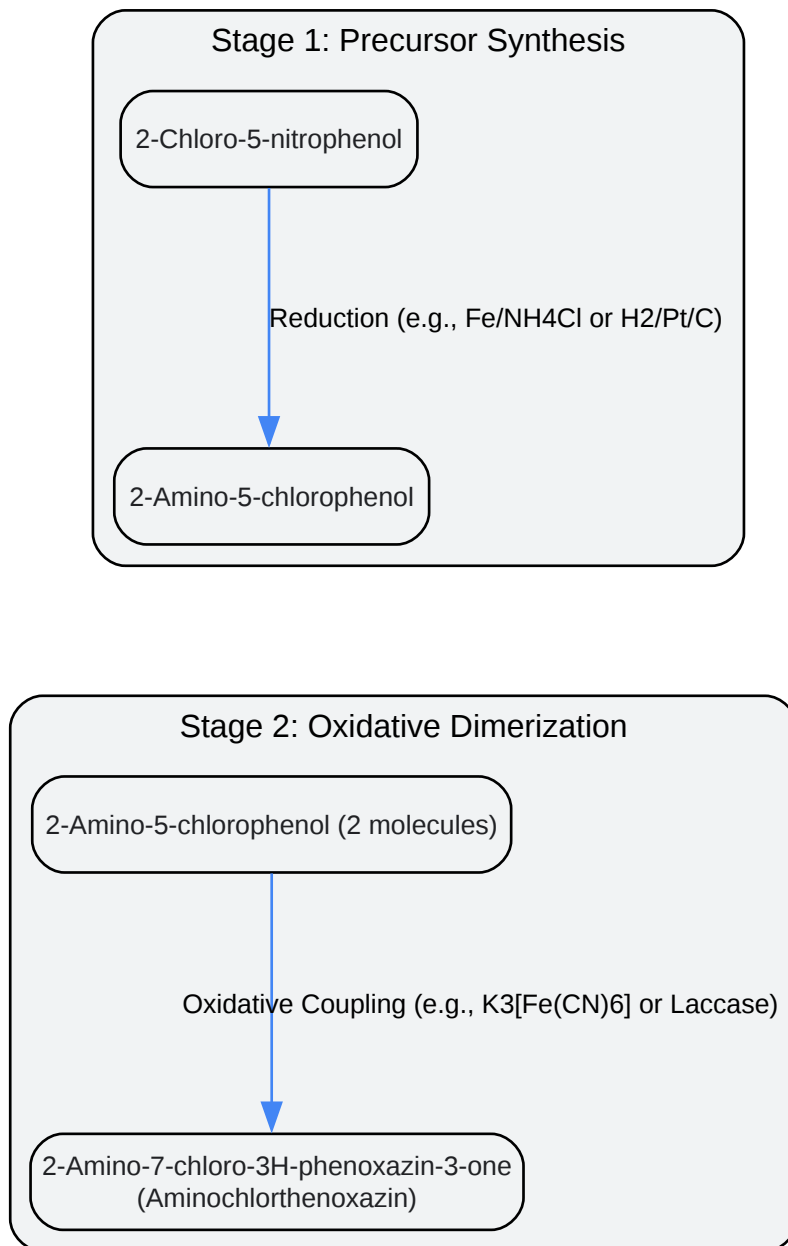 Stage 1: Precursor Synthesis
2-Chloro-5-nitrophenol
Reduction (e.g., Fe/NH4Cl or H2/Pt/C)
2-Amino-5-chlorophenol
Stage 2: Oxidative Dimerization
2-Amino-5-chlorophenol (2 molecules)
Oxidative Coupling (e.g., K3[Fe(CN)6] or Laccase)
2-Amino-7-chloro-3H-phenoxazin-3-one
(Aminochlorthenoxazin)